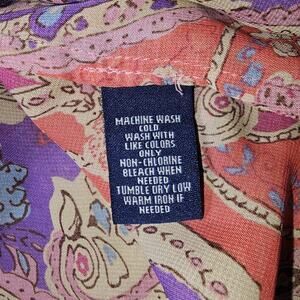 MACHINE WASH
COLD
WASH WITH
LIKE COLORS
ONLY
NON-CHLORINE
BLEACH WHEN
NEEDED
TUMBLE DRY LOW
WARM IRON IF
NEEDED